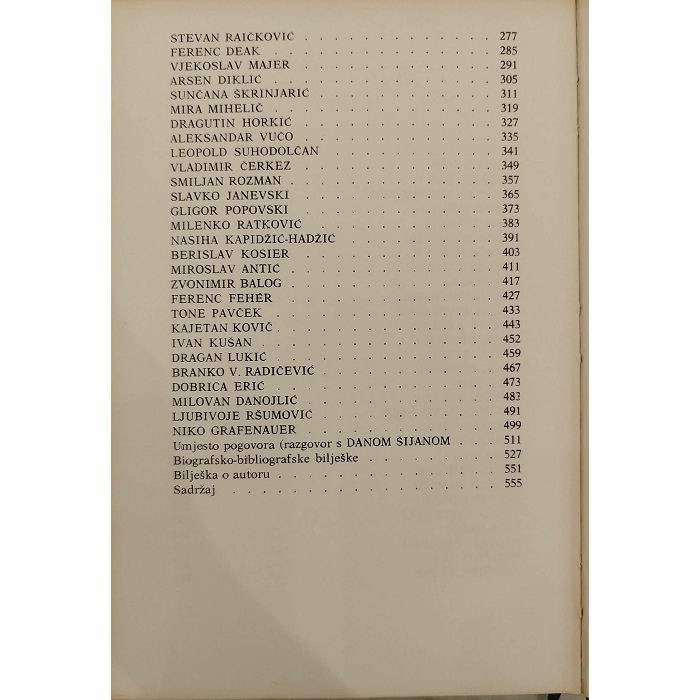 STEVAN RAIČKOVIĆ . . . . . . . . . . . . . 277
FERENC DEAK . . . . . . . . . . . . . . . 285
VJEKOSLAV MAJER . . . . . . . . . . . . . 291
ARSEN DIKLIĆ . . . . . . . . . . . . . . . 305
SUNČANA ŠKRINJARIĆ . . . . . . . . . . . . 311
MIRA MIHELIČ . . . . . . . . . . . . . . . 319
DRAGUTIN HORKIĆ . . . . . . . . . . . . . 327
ALEKSANDAR VUČO . . . . . . . . . . . . . 335
LEOPOLD SUHODOLČAN . . . . . . . . . . . 341
VLADIMIR ČERKEZ . . . . . . . . . . . . . 349
SMILJAN ROZMAN . . . . . . . . . . . . . . 357
SLAVKO JANEVSKI . . . . . . . . . . . . . 365
GLIGOR POPOVSKI . . . . . . . . . . . . . 373
MILENKO RATKOVIĆ . . . . . . . . . . . . 383
NASIHA KAPIDŽIĆ-HADŽIĆ . . . . . . . . . . 391
BERISLAV KOSIER . . . . . . . . . . . . . 403
MIROSLAV ANTIĆ . . . . . . . . . . . . . . 411
ZVONIMIR BALOG . . . . . . . . . . . . . . 417
FERENC FEHÉR . . . . . . . . . . . . . . . 427
TONE PAVČEK . . . . . . . . . . . . . . . 433
KAJETAN KOVIČ . . . . . . . . . . . . . . 443
IVAN KUŠAN . . . . . . . . . . . . . . . . 452
DRAGAN LUKIĆ . . . . . . . . . . . . . . . 459
BRANKO V. RADIČEVIĆ . . . . . . . . . . . 467
DOBRICA ERIĆ . . . . . . . . . . . . . . . 473
MILOVAN DANOJLIĆ . . . . . . . . . . . . . 483
LJUBIVOJE RŠUMOVIĆ . . . . . . . . . . . . 491
NIKO GRAFENAUER . . . . . . . . . . . . . 499
Umjesto pogovora (razgovor s DANOM ŠIJANOM . . . 511
Biografsko-bibliografske bilješke . . . . . . . . . 527
Bilješka o autoru . . . . . . . . . . . . . . . 551
Sadržaj . . . . . . . . . . . . . . . . . 555